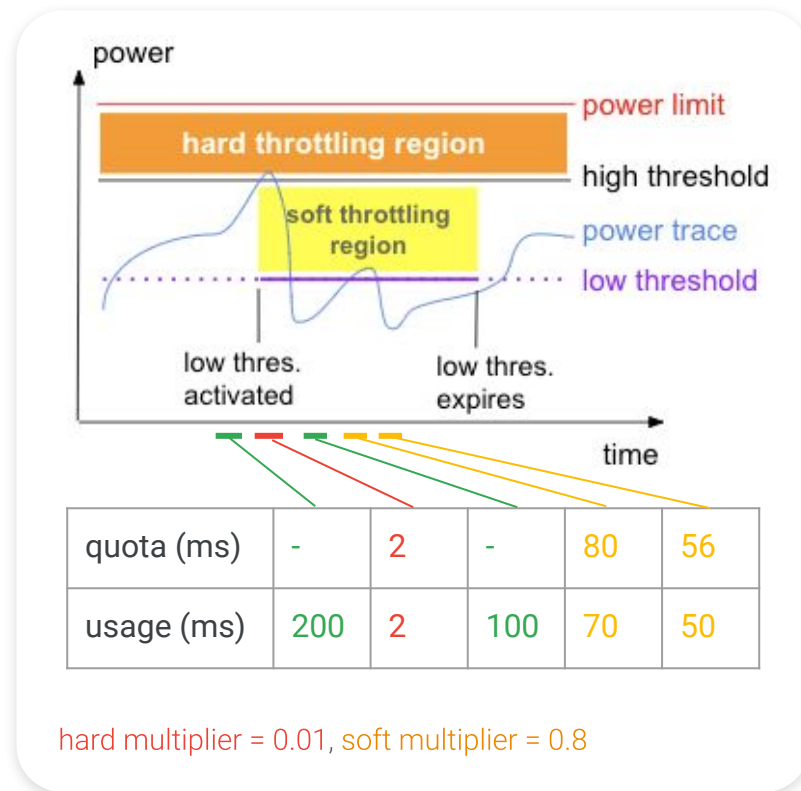 power
power limit
hard throttling region
high threshold
soft throttling
region
power trace
low threshold
low thres.
activated
low thres.
expires
time
quota (ms) - 2 - 80 56
usage (ms) 200 2 100 70 50
hard multiplier = 0.01, soft multiplier = 0.8